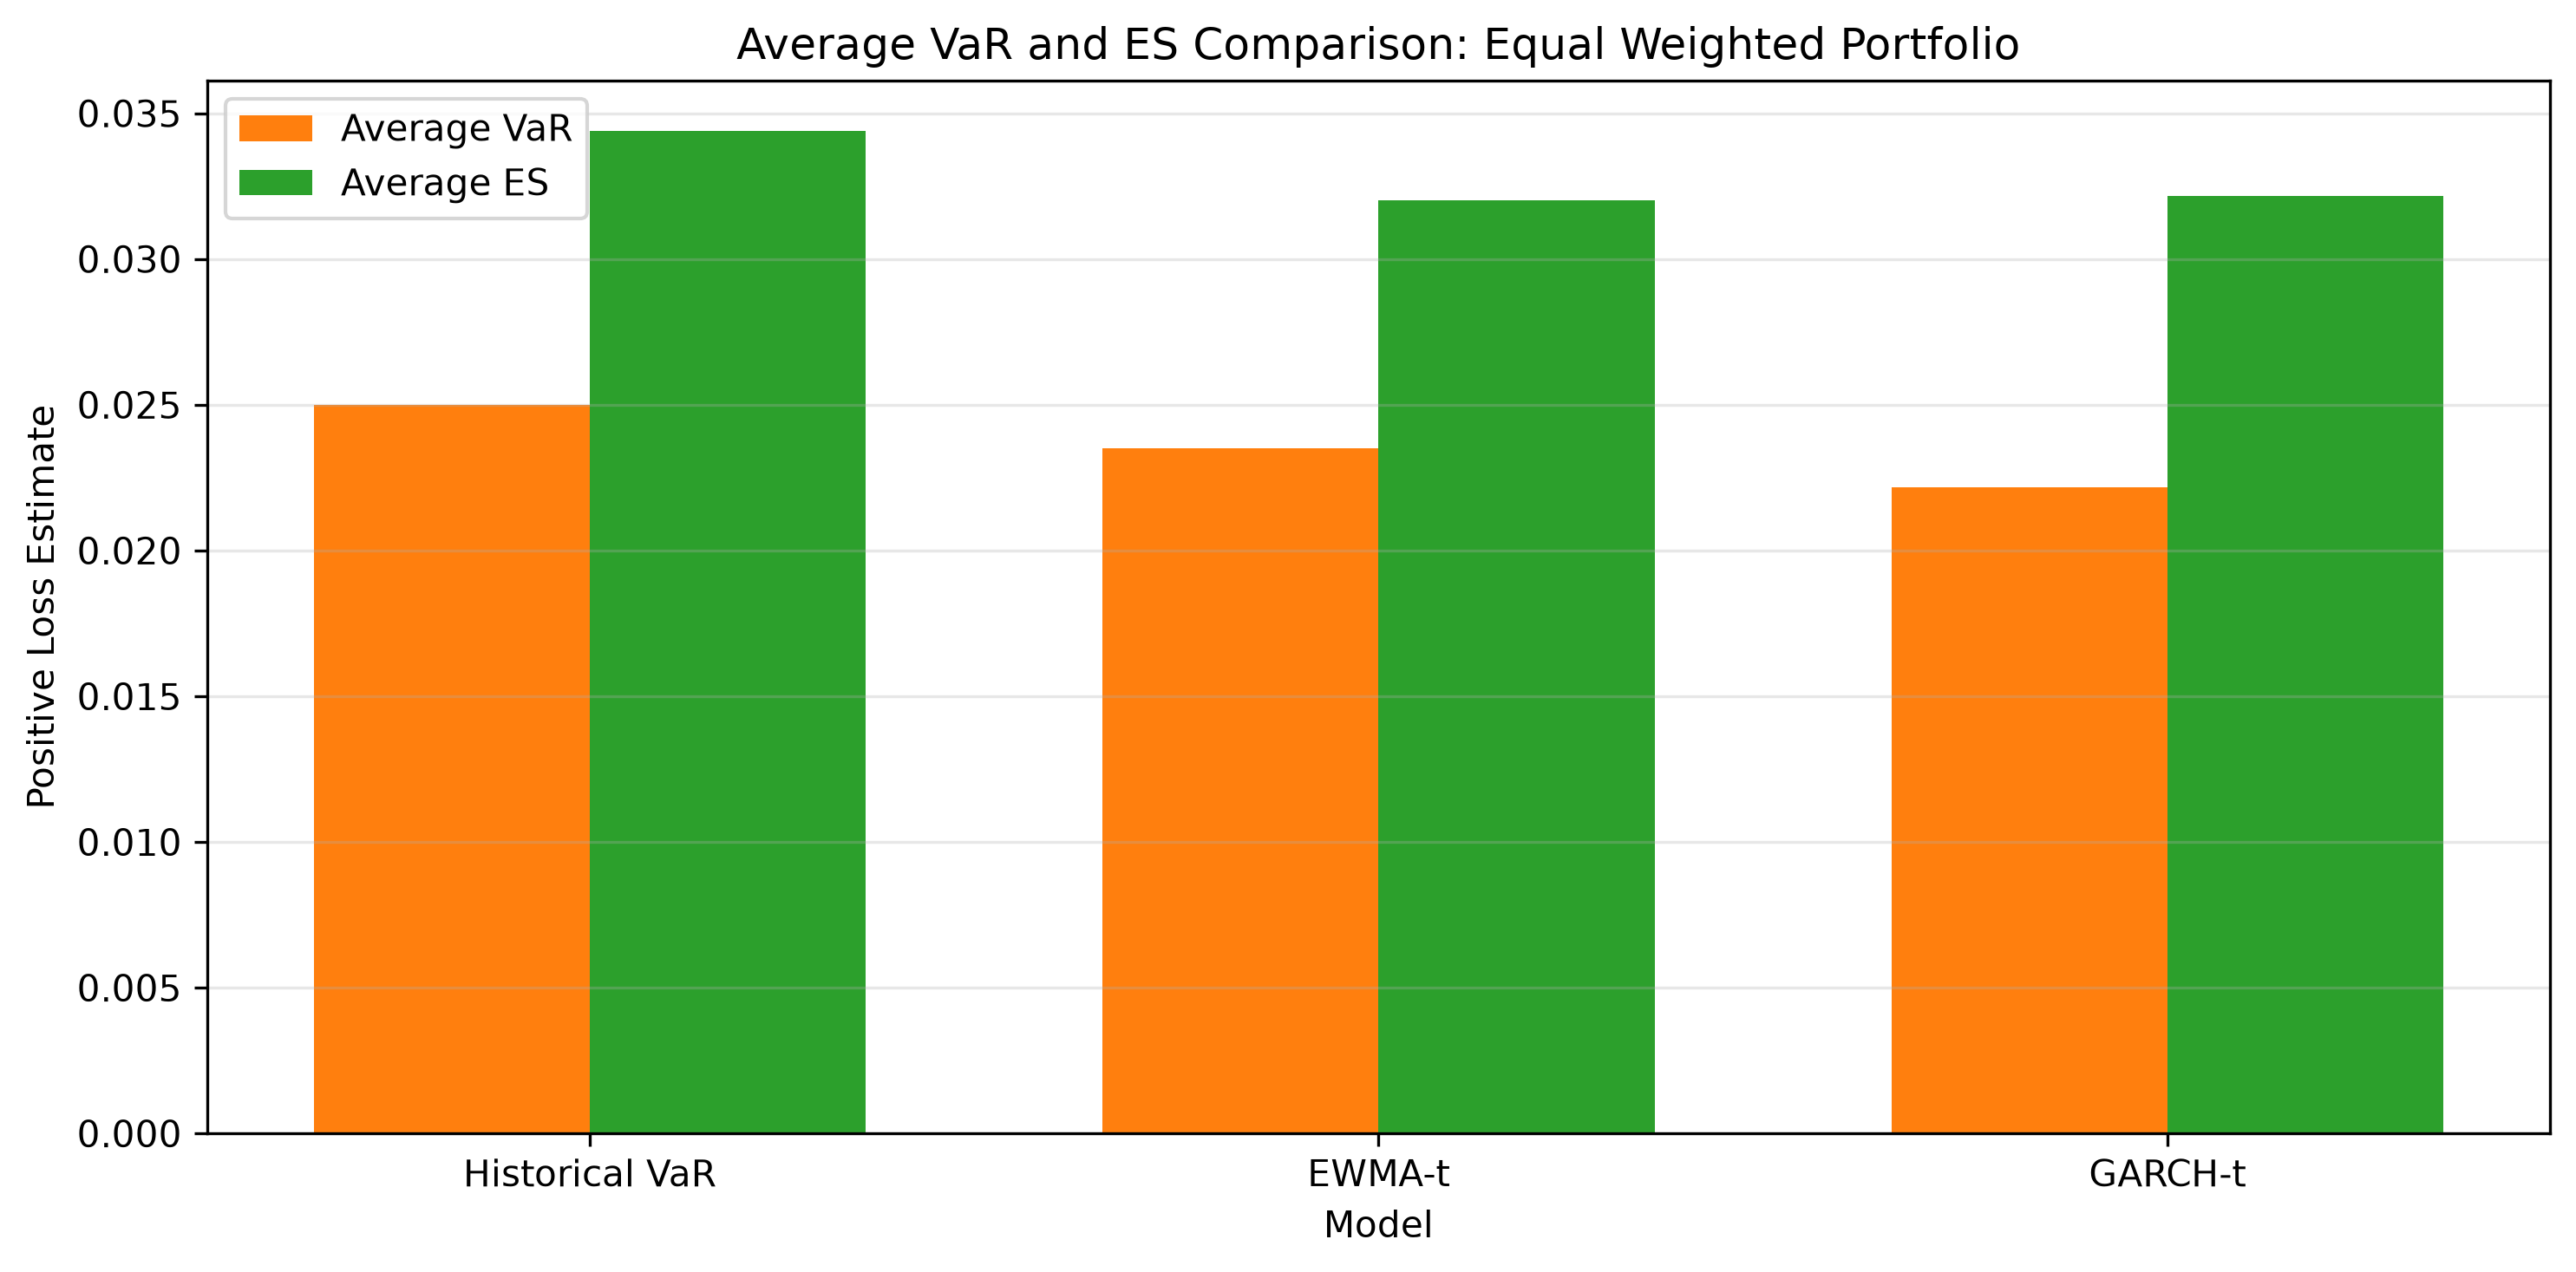 Average VaR and ES Comparison: Equal Weighted Portfolio
Average VaR
Average ES
Positive Loss Estimate
0.035
0.030
0.025
0.020
0.015
0.010
0.005
0.000
Historical VaR
EWMA-t
GARCH-t
Model